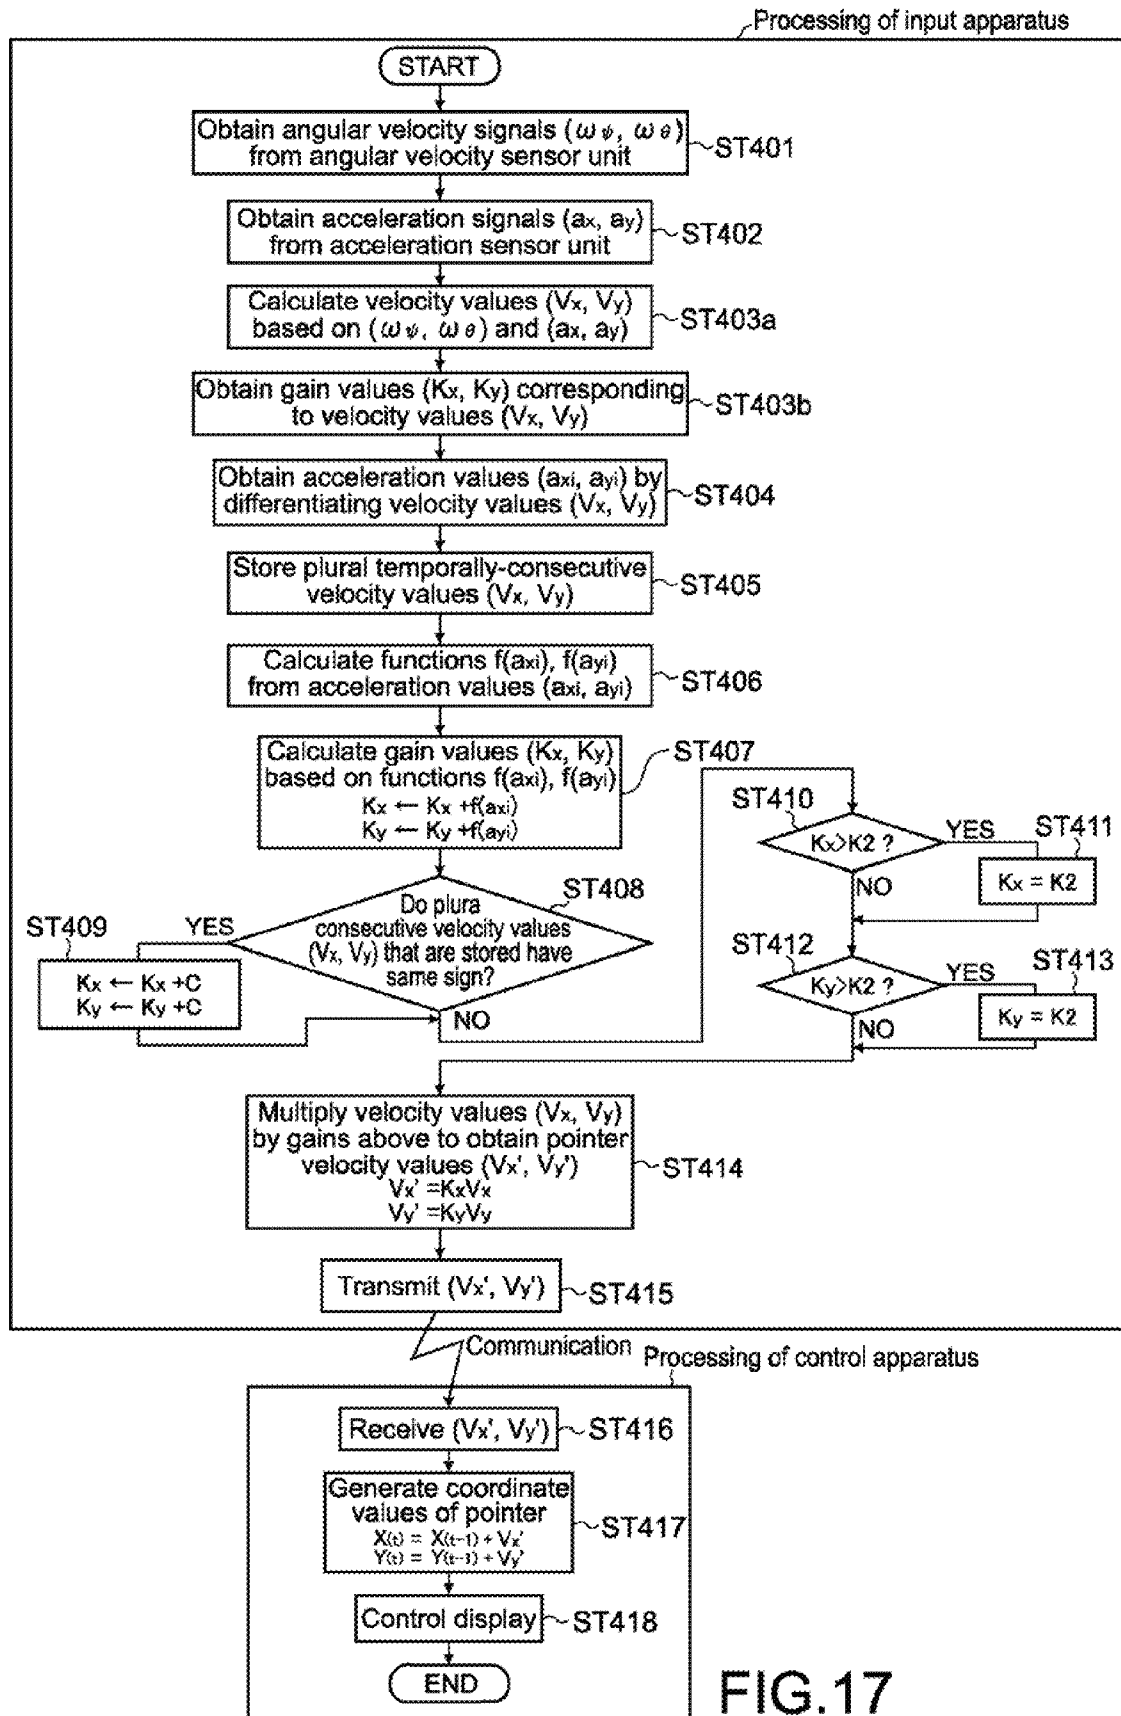 Processing of input apparatus
START
Obtain angular velocity signals (ωψ, ωθ)
from angular velocity sensor unit
ST401
Obtain acceleration signals (ax, ay)
from acceleration sensor unit
ST402
Calculate velocity values (Vx, Vy)
based on (ωψ, ωθ) and (ax, ay)
ST403a
Obtain gain values (Kx, Ky) corresponding
to velocity values (Vx, Vy)
ST403b
Obtain acceleration values (axi, ayi) by
differentiating velocity values (Vx, Vy)
ST404
Store plural temporally-consecutive
velocity values (Vx, Vy)
ST405
Calculate functions f(axi), f(ayi)
from acceleration values (axi, ayi)
ST406
Calculate gain values (Kx, Ky)
based on functions f(axi), f(ayi)
Kx ← Kx +f(axi)
Ky ← Ky +f(ayi)
ST407
ST408
Do plura
consecutive velocity values
(Vx, Vy) that are stored have
same sign?
YES
NO
ST409
Kx ← Kx +C
Ky ← Ky +C
ST410
Kx>K2 ?
YES
NO
ST411
Kx = K2
ST412
Ky>K2 ?
YES
NO
ST413
Ky = K2
Multiply velocity values (Vx, Vy)
by gains above to obtain pointer
velocity values (Vx', Vy')
Vx' =KxVx
Vy' =KyVy
ST414
Transmit (Vx', Vy')
ST415
Communication
Processing of control apparatus
Receive (Vx', Vy')
ST416
Generate coordinate
values of pointer
X(t) = X(t-1) + Vx'
Y(t) = Y(t-1) + Vy'
ST417
Control display
ST418
END
FIG.17